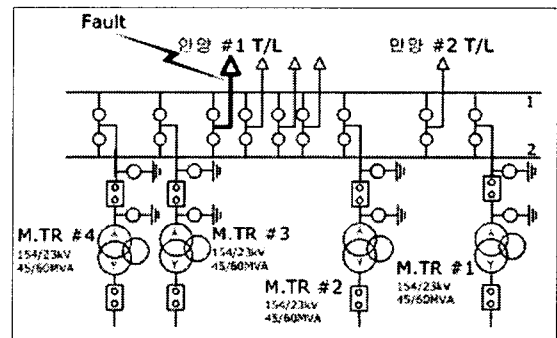 Fault
안양 #1 T/L
안양 #2 T/L
1
2
M.TR #4
154/23kV
45/60MVA
M.TR #3
154/23kV
45/60MVA
M.TR #2
154/23kV
45/60MVA
M.TR #1
154/23kV
45/60MVA